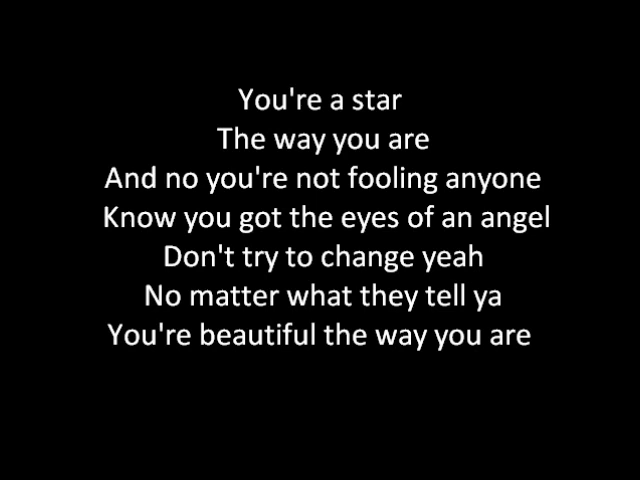 You're a star
The way you are
And no you're not fooling anyone
Know you got the eyes of an angel
Don't try to change yeah
No matter what they tell ya
You're beautiful the way you are